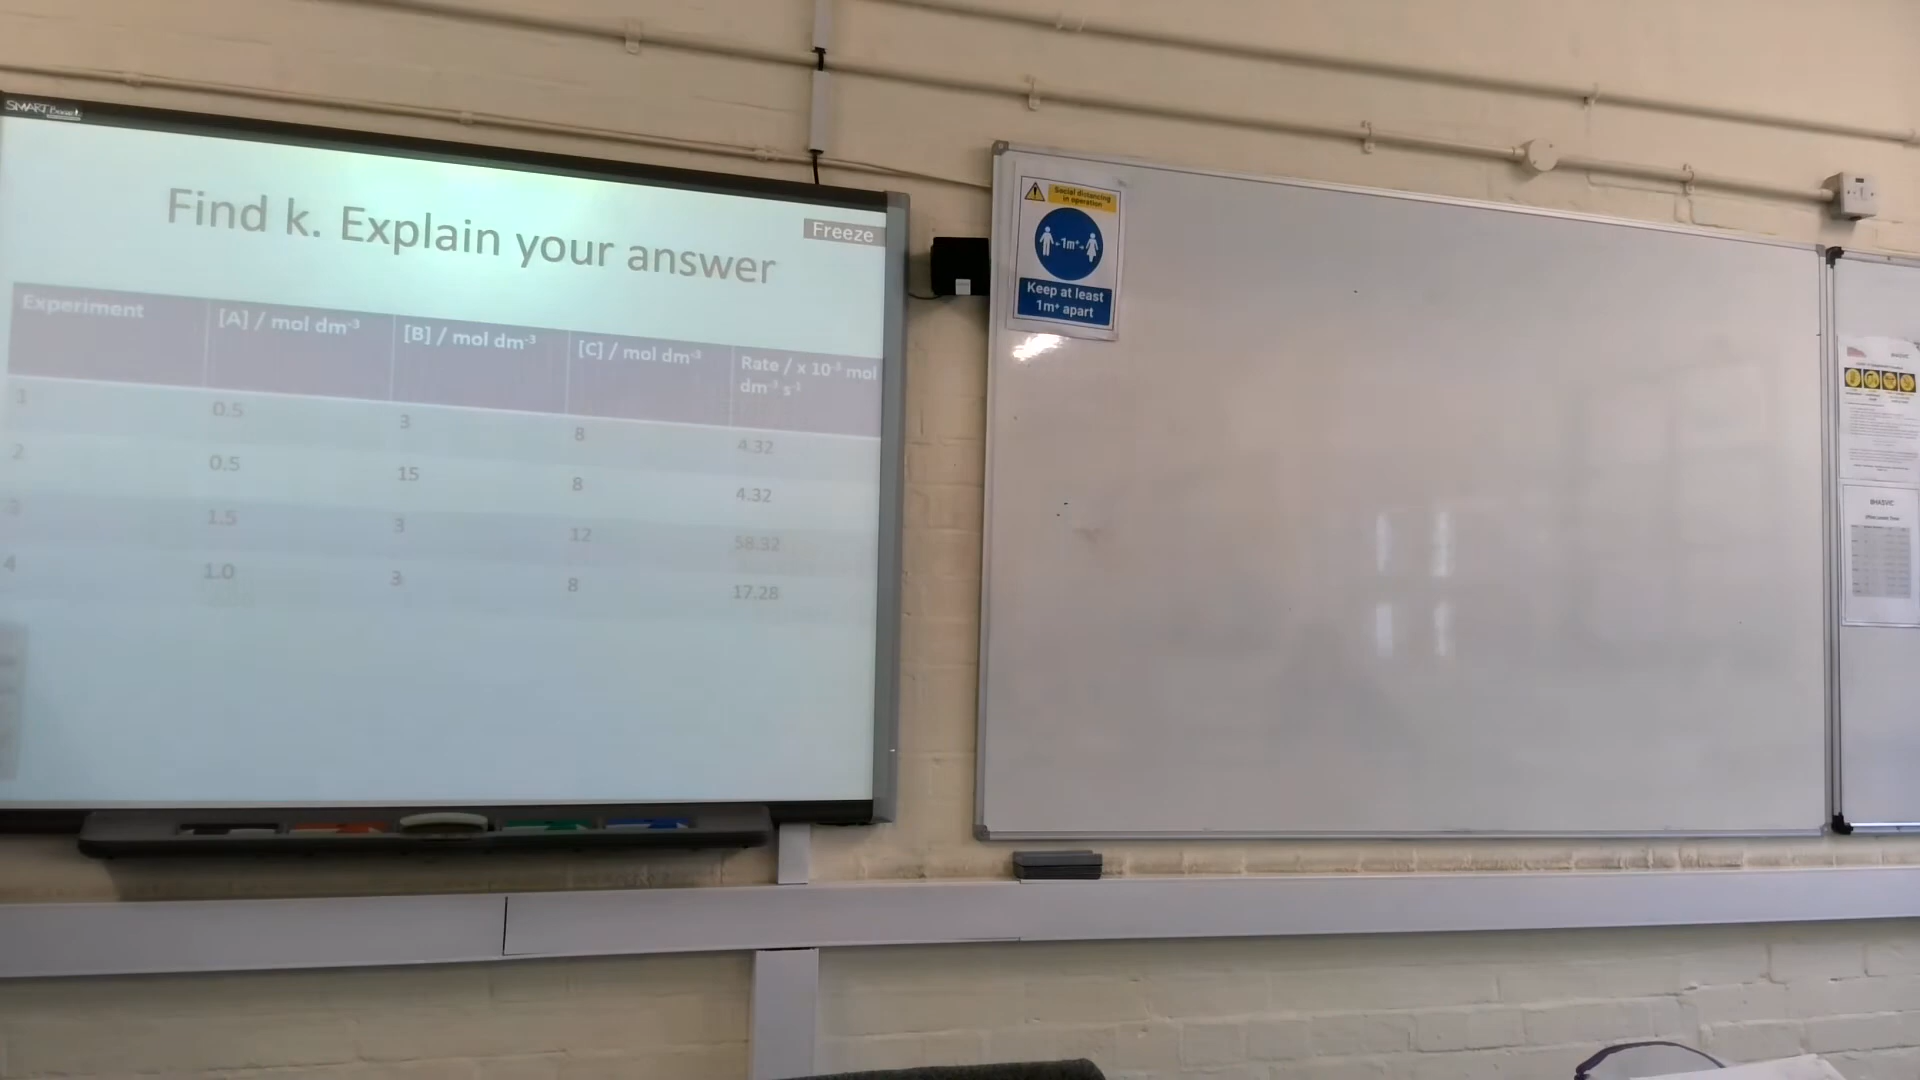 SMART Board
Find k. Explain your answer
Freeze
Experiment [A] / mol dm⁻³ [B] / mol dm⁻³ [C] / mol dm⁻³ Rate / x 10⁻³ mol dm⁻³ s⁻¹
1 0.5 3 8 4.32
2 0.5 15 8 4.32
3 1.5 3 12 58.32
4 1.0 3 8 17.28
Social distancing
in operation
1m⁺
Keep at least
1m⁺ apart
BHASVIC